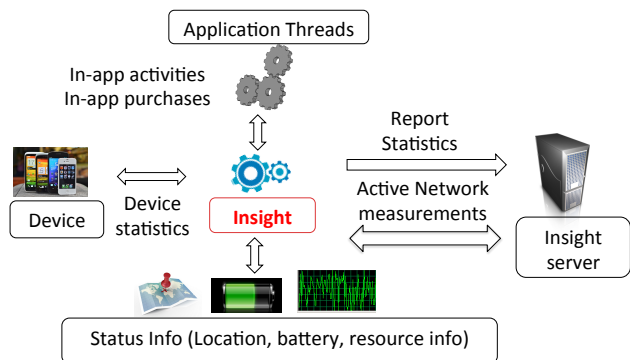 Application Threads
In-app activities
In-app purchases
Report
Statistics
Active Network
measurements
Device
Device
statistics
Insight
Insight
server
Status Info (Location, battery, resource info)